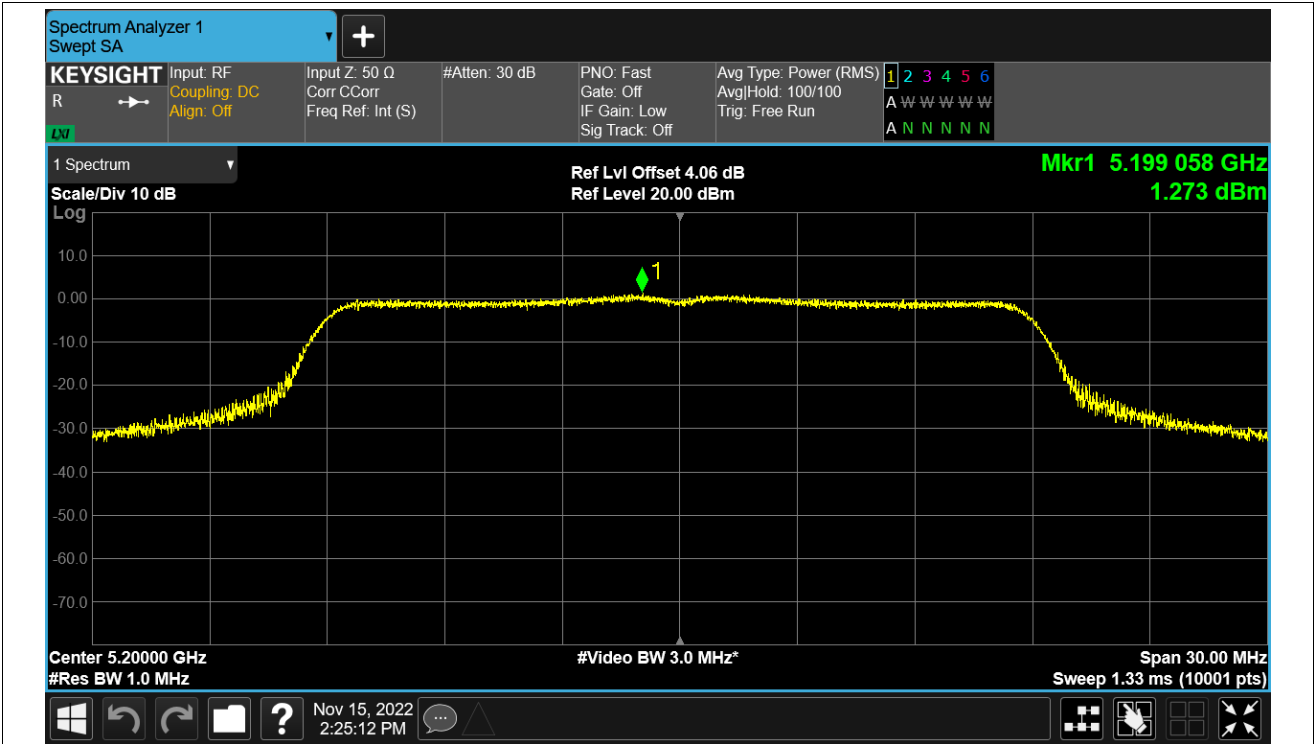 Spectrum Analyzer 1
Swept SA
KEYSIGHT
R
LXI
Input: RF
Coupling: DC
Align: Off
Input Z: 50 Ω
Corr CCorr
Freq Ref: Int (S)
#Atten: 30 dB
PNO: Fast
Gate: Off
IF Gain: Low
Sig Track: Off
Avg Type: Power (RMS)
Avg|Hold: 100/100
Trig: Free Run
1 2 3 4 5 6
A W W W W W
A N N N N N
1 Spectrum
Scale/Div 10 dB
Log
Ref Lvl Offset 4.06 dB
Ref Level 20.00 dBm
Mkr1 5.199 058 GHz
1.273 dBm
1
10.0
0.00
-10.0
-20.0
-30.0
-40.0
-50.0
-60.0
-70.0
Center 5.20000 GHz
#Res BW 1.0 MHz
#Video BW 3.0 MHz*
Span 30.00 MHz
Sweep 1.33 ms (10001 pts)
?
Nov 15, 2022
2:25:12 PM